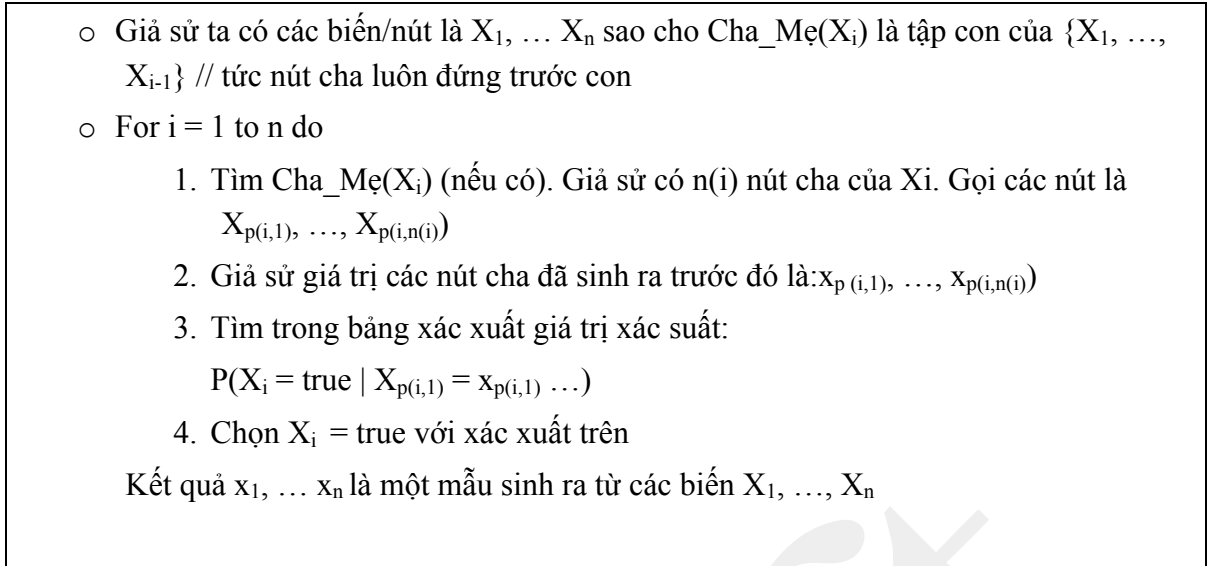 o Giả sử ta có các biến/nút là X₁, … Xₙ sao cho Cha_Mẹ(Xᵢ) là tập con của {X₁, …,
Xᵢ₋₁} // tức nút cha luôn đứng trước con
o For i = 1 to n do
1. Tìm Cha_Mẹ(Xᵢ) (nếu có). Giả sử có n(i) nút cha của Xi. Gọi các nút là
Xp(i,1), …, Xp(i,n(i))
2. Giả sử giá trị các nút cha đã sinh ra trước đó là:xp (i,1), …, xp(i,n(i))
3. Tìm trong bảng xác xuất giá trị xác suất:
P(Xᵢ = true | Xp(i,1) = xp(i,1) …)
4. Chọn Xᵢ = true với xác xuất trên
Kết quả x₁, … xₙ là một mẫu sinh ra từ các biến X₁, …, Xₙ